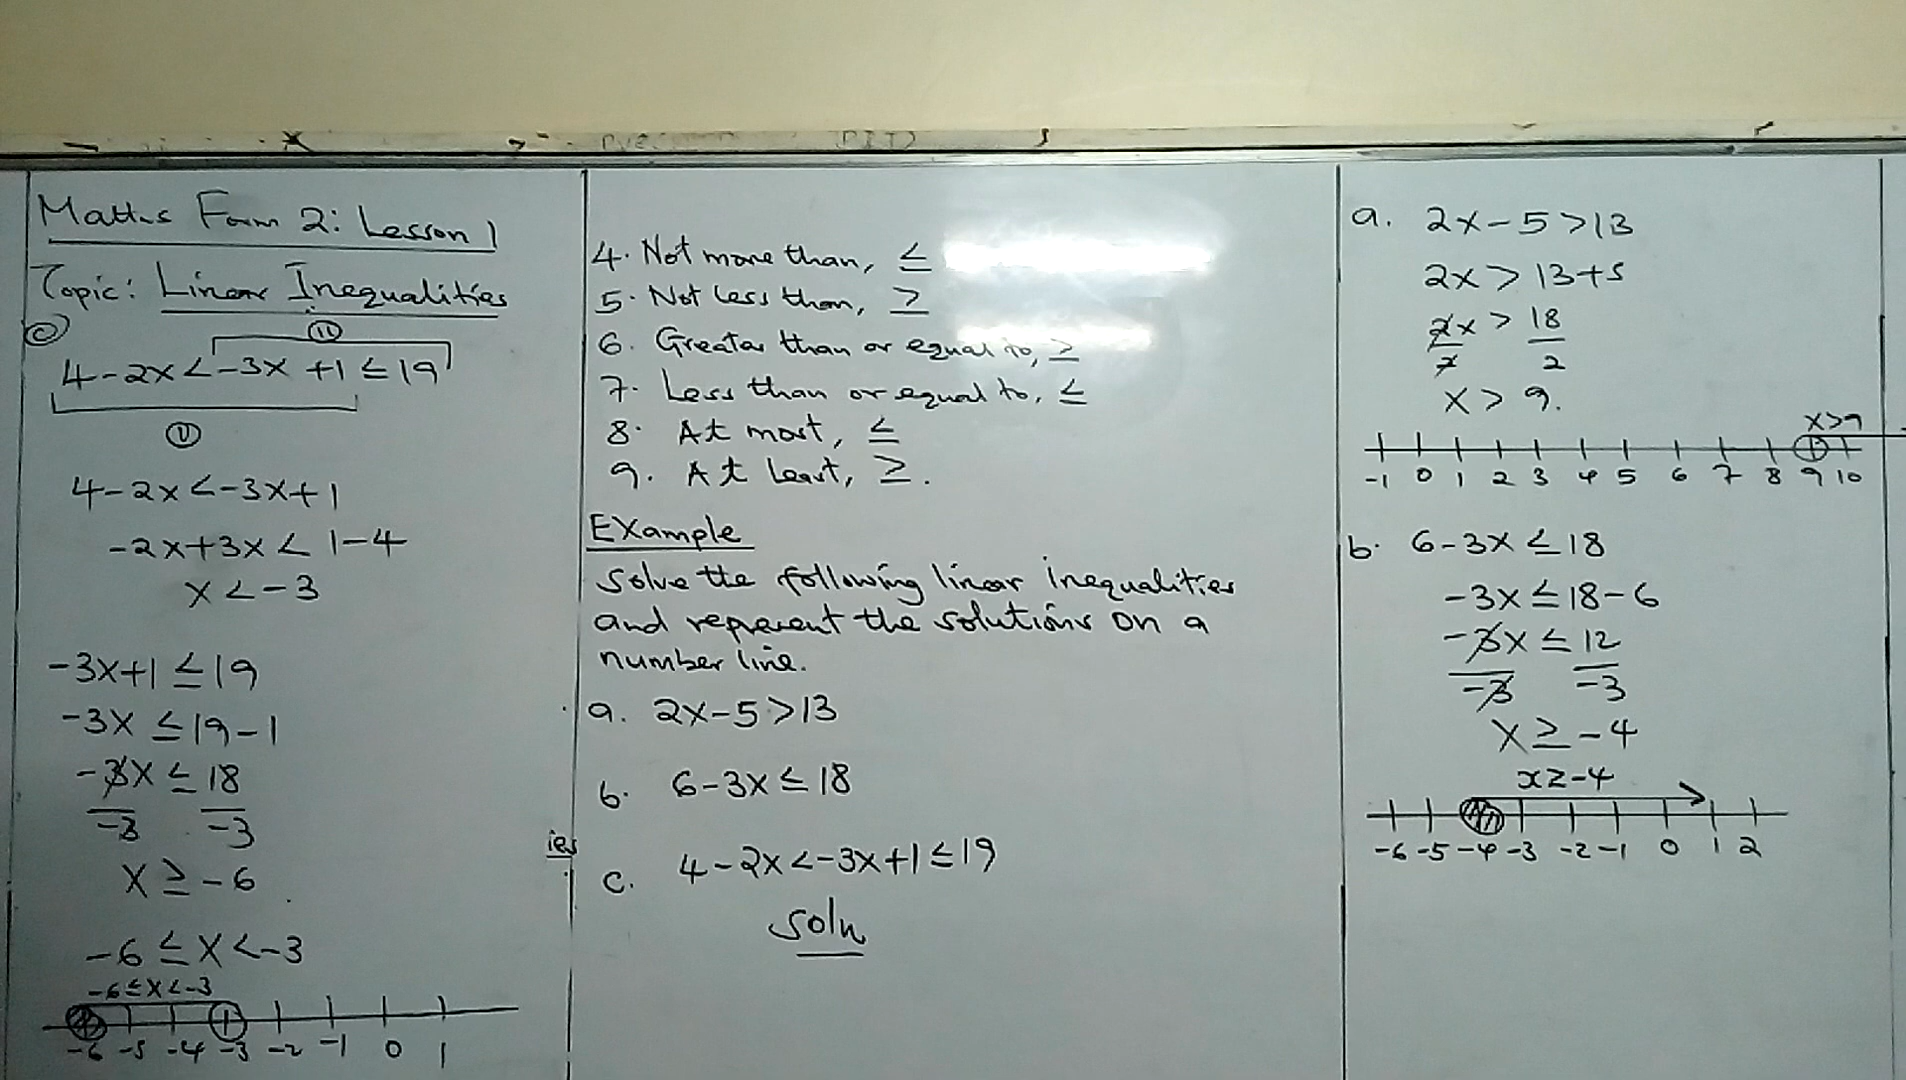 Maths Form 2: Lesson 1
Topic: Linear Inequalities
C
11
4-2x<-3x+1≤19
1
4-2x<-3x+1
-2x+3x<1-4
x<-3
-3x+1≤19
-3x≤19-1
-3x≤18
-3 -3
x≥-6
-6≤x<-3
-6≤x<-3
-6 -5 -4 -3 -2 -1 0 1
ies
4. Not more than, ≤
5. Not less than, ≥
6. Greater than or equal to, ≥
7. Less than or equal to, ≤
8. At most, ≤
9. At least, ≥.
Example
Solve the following linear inequalities
and represent the solutions on a
number line.
a. 2x-5>13
b. 6-3x≤18
c. 4-2x<-3x+1≤19
soln
a. 2x-5>13
2x>13+5
2x > 18
2 2
x>9.
x>9
-1 0 1 2 3 4 5 6 7 8 9 10
b. 6-3x≤18
-3x≤18-6
-3x≤12
-3 -3
x≥-4
x≥-4
-6 -5 -4 -3 -2 -1 0 1 2